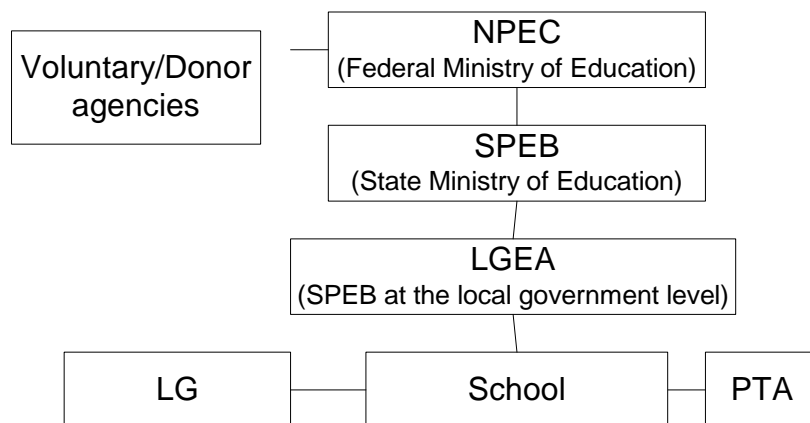 Voluntary/Donor
agencies
NPEC
(Federal Ministry of Education)
SPEB
(State Ministry of Education)
LGEA
(SPEB at the local government level)
LG
School
PTA